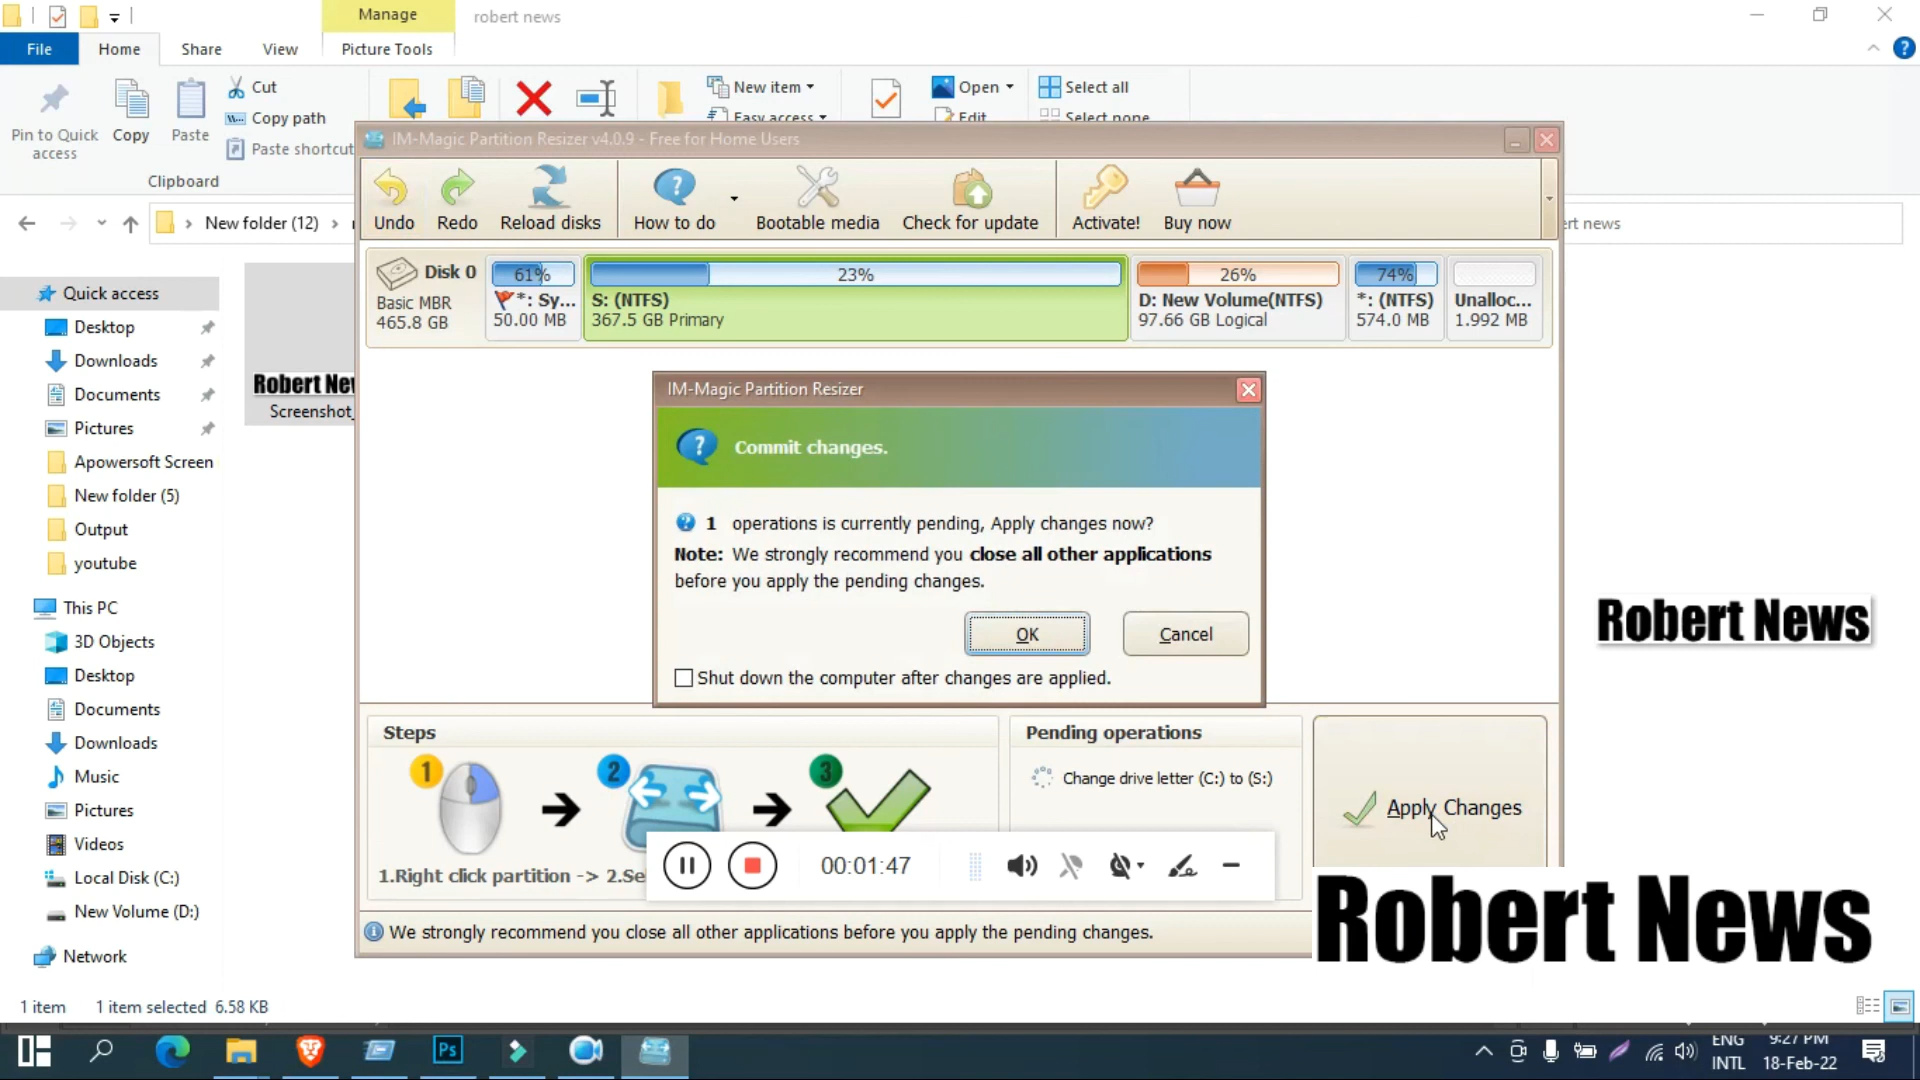 Manage
robert news
File
Home
Share
View
Picture Tools
Pin to Quick access
Copy
Paste
Cut
Copy path
Paste shortcut
Clipboard
New item
Easy access
Open
Edit
Select all
Select none
New folder (12)
rt news
IM-Magic Partition Resizer v4.0.9 - Free for Home Users
Undo
Redo
Reload disks
How to do
Bootable media
Check for update
Activate!
Buy now
Disk 0
Basic MBR
465.8 GB
61%
*: Sy...
50.00 MB
23%
S: (NTFS)
367.5 GB Primary
26%
D: New Volume(NTFS)
97.66 GB Logical
74%
*: (NTFS)
574.0 MB
Unalloc...
1.992 MB
Quick access
Desktop
Downloads
Documents
Pictures
Apowersoft Screen
New folder (5)
Output
youtube
This PC
3D Objects
Desktop
Documents
Downloads
Music
Pictures
Videos
Local Disk (C:)
New Volume (D:)
Network
Robert Ne
Screenshot_
IM-Magic Partition Resizer
Commit changes.
1 operations is currently pending, Apply changes now?
Note: We strongly recommend you close all other applications
before you apply the pending changes.
OK
Cancel
Shut down the computer after changes are applied.
Robert News
Steps
1
2
3
1.Right click partition -> 2.Se
Pending operations
Change drive letter (C:) to (S:)
Apply Changes
00:01:47
We strongly recommend you close all other applications before you apply the pending changes.
Robert News
1 item
1 item selected 6.58 KB
Ps
ENG
INTL
9:27 PM
18-Feb-22